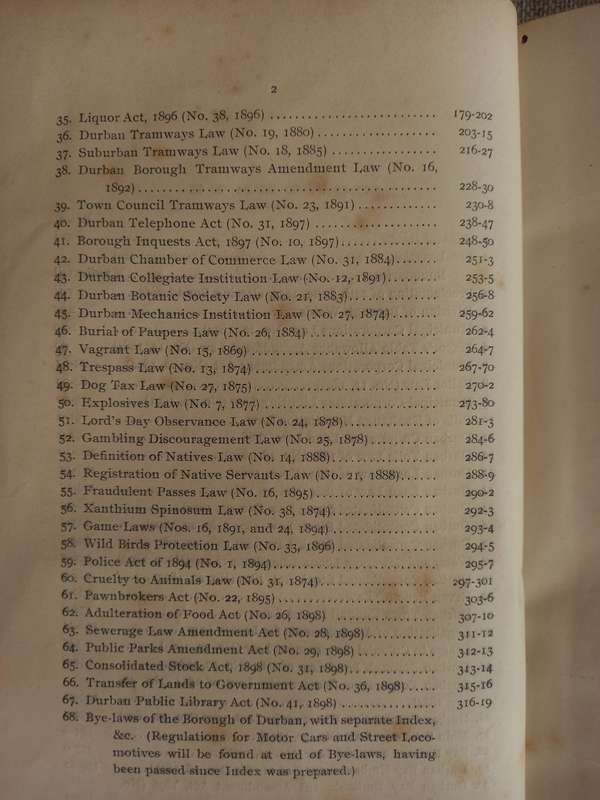 2
35. Liquor Act, 1896 (No. 38, 1896) .......................... 179-202
36. Durban Tramways Law (No. 19, 1880) ................... 203-15
37. Suburban Tramways Law (No. 18, 1885) ................. 216-27
38. Durban Borough Tramways Amendment Law (No. 16,
1892) ............................................... 228-30
39. Town Council Tramways Law (No. 23, 1891) ............. 230-8
40. Durban Telephone Act (No. 31, 1897) ................... 238-47
41. Borough Inquests Act, 1897 (No. 10, 1897) ............... 248-50
42. Durban Chamber of Commerce Law (No. 31, 1884) ....... 251-3
43. Durban Collegiate Institution Law (No. 12, 1891) ........ 253-5
44. Durban Botanic Society Law (No. 21, 1883) .............. 256-8
45. Durban Mechanics Institution Law (No. 27, 1874) ........ 259-62
46. Burial of Paupers Law (No. 26, 1884) .................... 262-4
47. Vagrant Law (No. 15, 1869) ............................. 264-7
48. Trespass Law (No. 13, 1874) ............................ 267-70
49. Dog Tax Law (No. 27, 1875) ............................ 270-2
50. Explosives Law (No. 7, 1877) ........................... 273-80
51. Lord's Day Observance Law (No. 24, 1878) ............... 281-3
52. Gambling Discouragement Law (No. 25, 1878) ........... 284-6
53. Definition of Natives Law (No. 14, 1888) ................. 286-7
54. Registration of Native Servants Law (No. 21, 1888) ...... 288-9
55. Fraudulent Passes Law (No. 16, 1895) ................... 290-2
56. Xanthium Spinosum Law (No. 38, 1874) ................. 292-3
57. Game Laws (Nos. 16, 1891, and 24, 1894) ................. 293-4
58. Wild Birds Protection Law (No. 33, 1896) ................ 294-5
59. Police Act of 1894 (No. 1, 1894) .......................... 295-7
60. Cruelty to Animals Law (No. 31, 1874) ................... 297-301
61. Pawnbrokers Act (No. 22, 1895) ......................... 303-6
62. Adulteration of Food Act (No. 26, 1898) ................ 307-10
63. Sewerage Law Amendment Act (No. 28, 1898) ........... 311-12
64. Public Parks Amendment Act (No. 29, 1898) ............. 312-13
65. Consolidated Stock Act, 1898 (No. 31, 1898) .............. 313-14
66. Transfer of Lands to Government Act (No. 36, 1898) ..... 315-16
67. Durban Public Library Act (No. 41, 1898) ............... 316-19
68. Bye-laws of the Borough of Durban, with separate Index,
&c. (Regulations for Motor Cars and Street Loco-
motives will be found at end of Bye-laws, having
been passed since Index was prepared.)